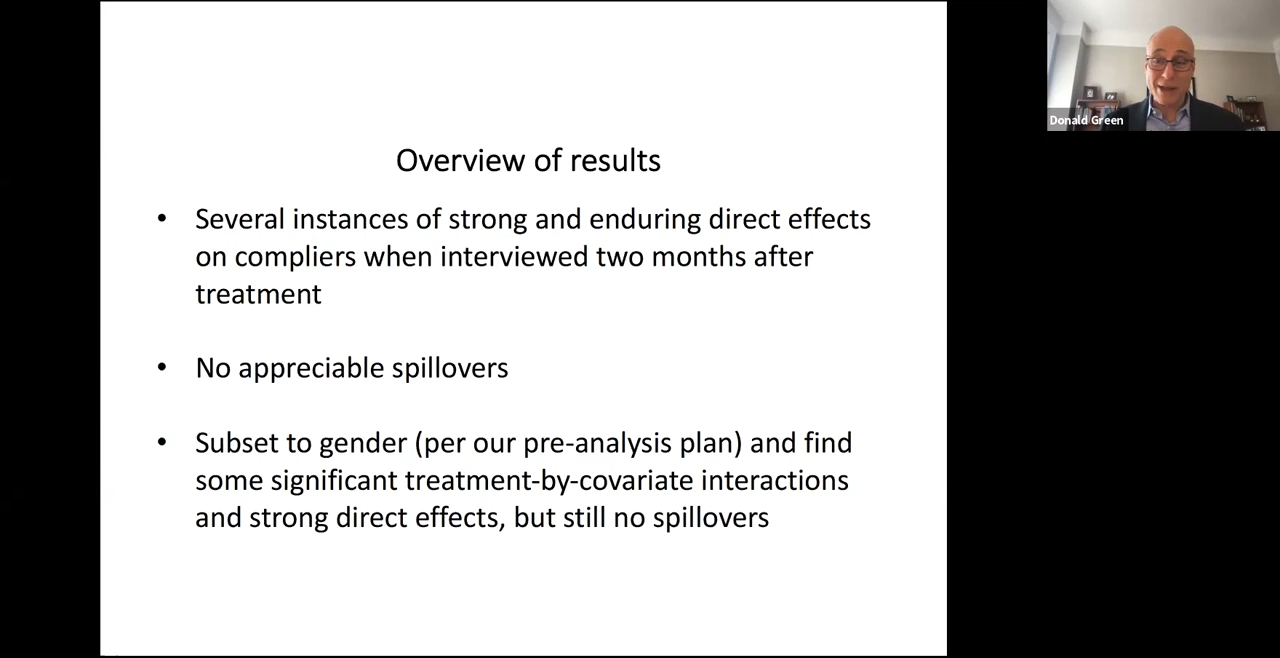 Overview of results
• Several instances of strong and enduring direct effects
on compliers when interviewed two months after
treatment
• No appreciable spillovers
• Subset to gender (per our pre-analysis plan) and find
some significant treatment-by-covariate interactions
and strong direct effects, but still no spillovers
Donald Green